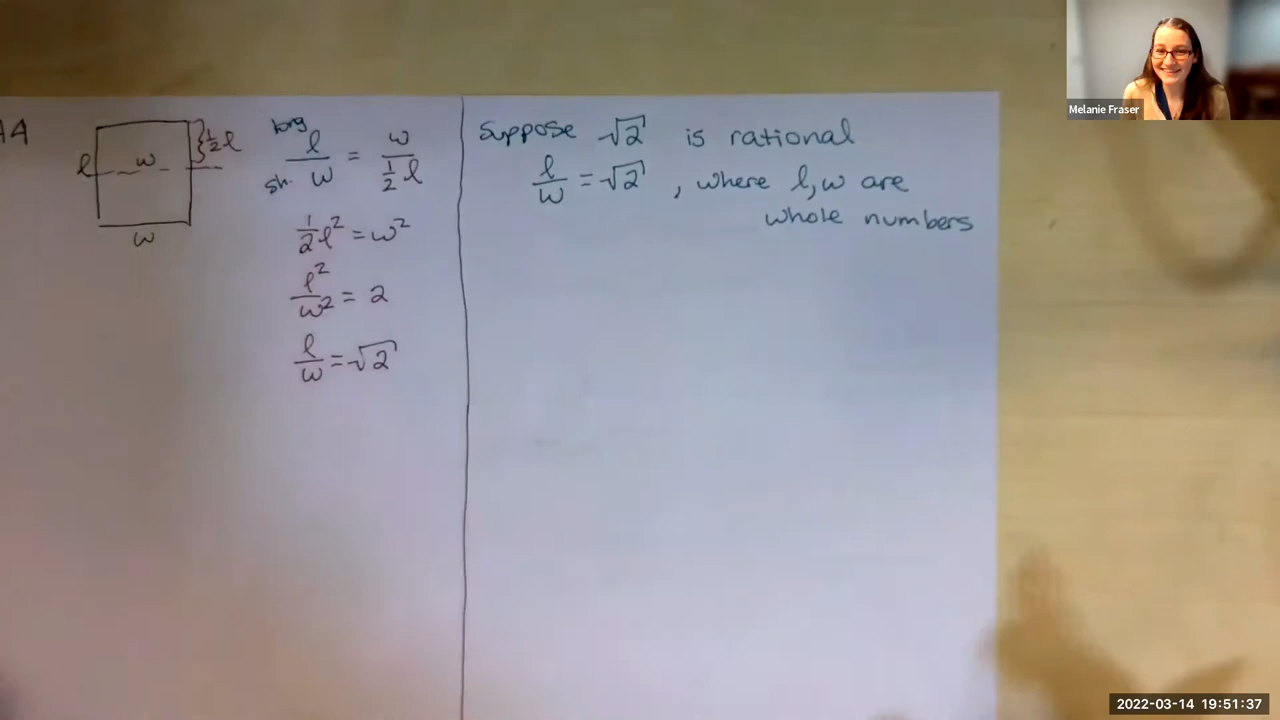 A4
l
w
w
½l
long
sh.
l/w = w/(½l)
½l² = w²
l²/w² = 2
l/w = √2
Suppose √2 is rational
l/w = √2 , where l,w are
whole numbers
Melanie Fraser
2022-03-14 19:51:37